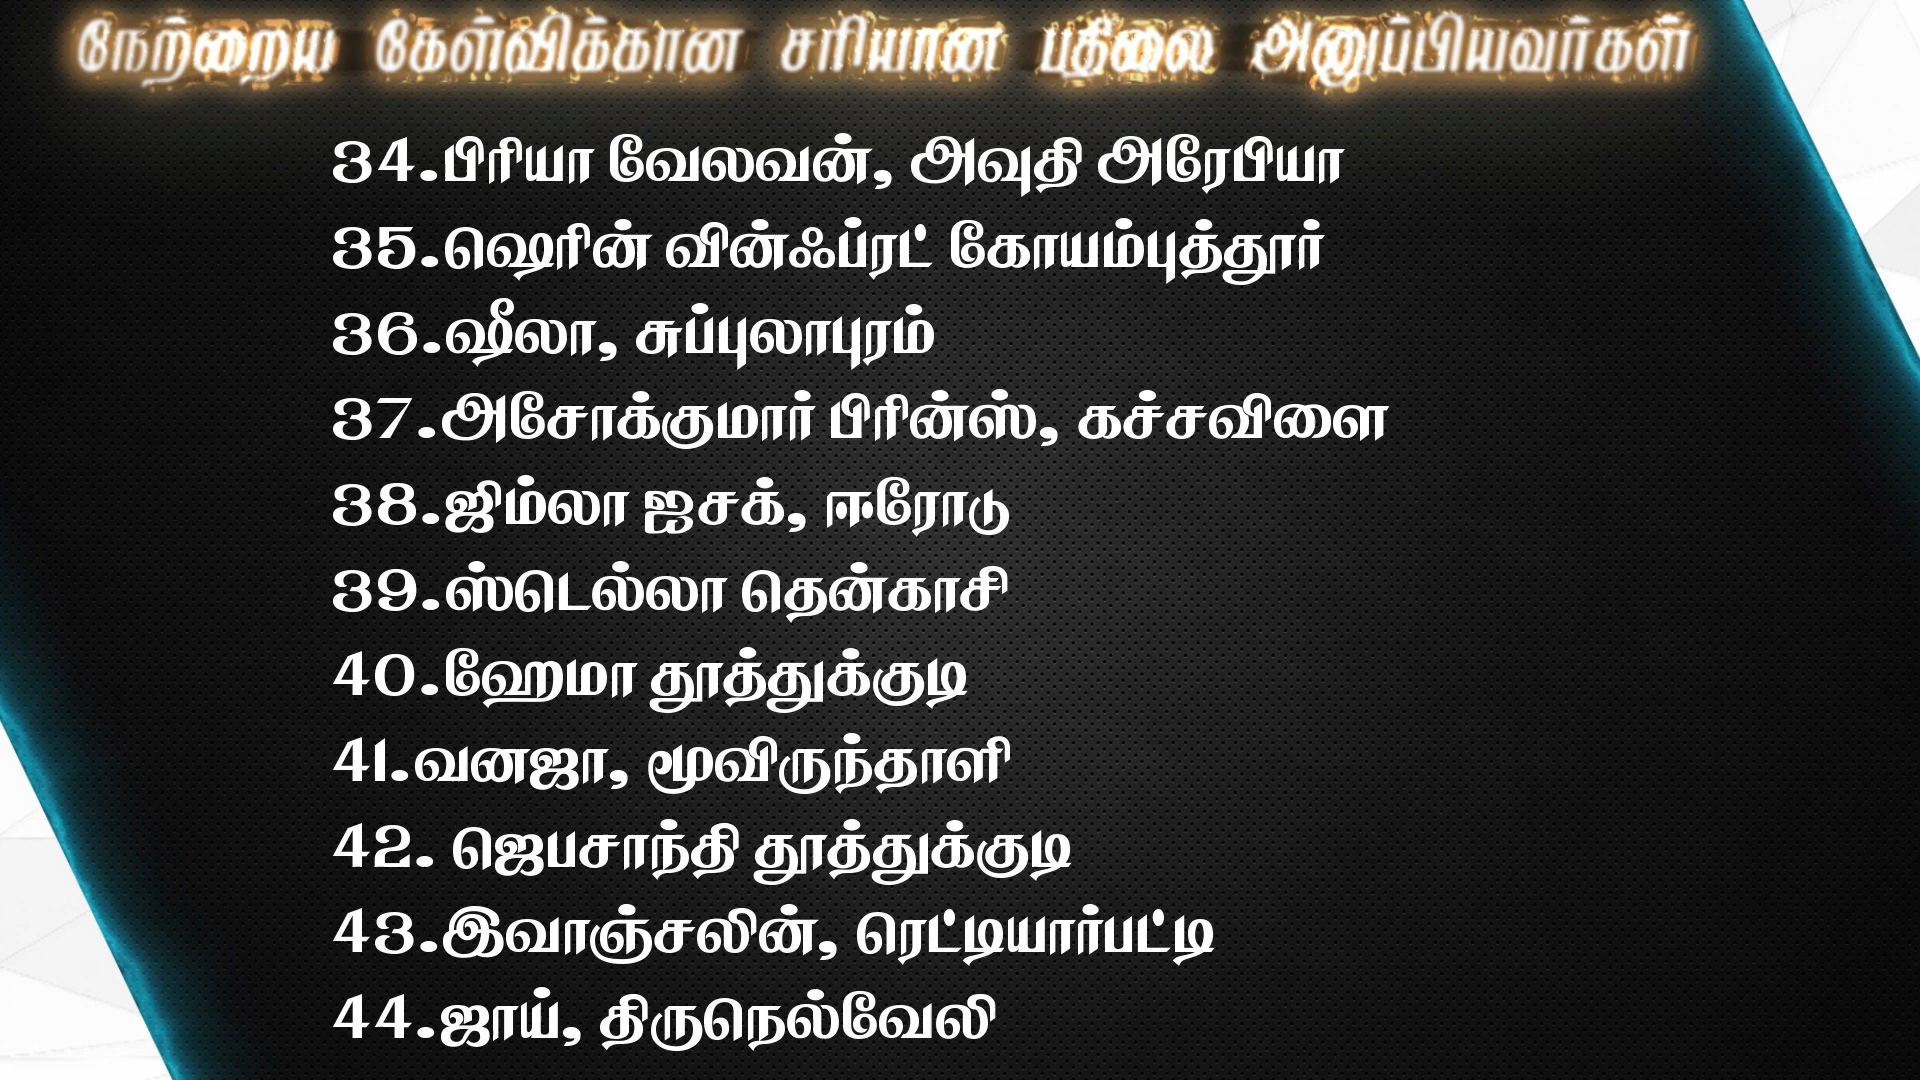 நேற்றைய கேள்விக்கான சரியான பதிலை அனுப்பியவர்கள்
34.பிரியா வேலவன், அவுதி அரேபியா
35.ஷெரின் வின்ஃப்ரட் கோயம்புத்தூர்
36.ஷீலா, சுப்புலாபுரம்
37.அசோக்குமார் பிரின்ஸ், கச்சவிளை
38.ஜிம்லா ஐசக், ஈரோடு
39.ஸ்டெல்லா தென்காசி
40.ஹேமா தூத்துக்குடி
41.வனஜா, மூவிருந்தாளி
42. ஜெபசாந்தி தூத்துக்குடி
43.இவாஞ்சலின், ரெட்டியார்பட்டி
44.ஜாய், திருநெல்வேலி